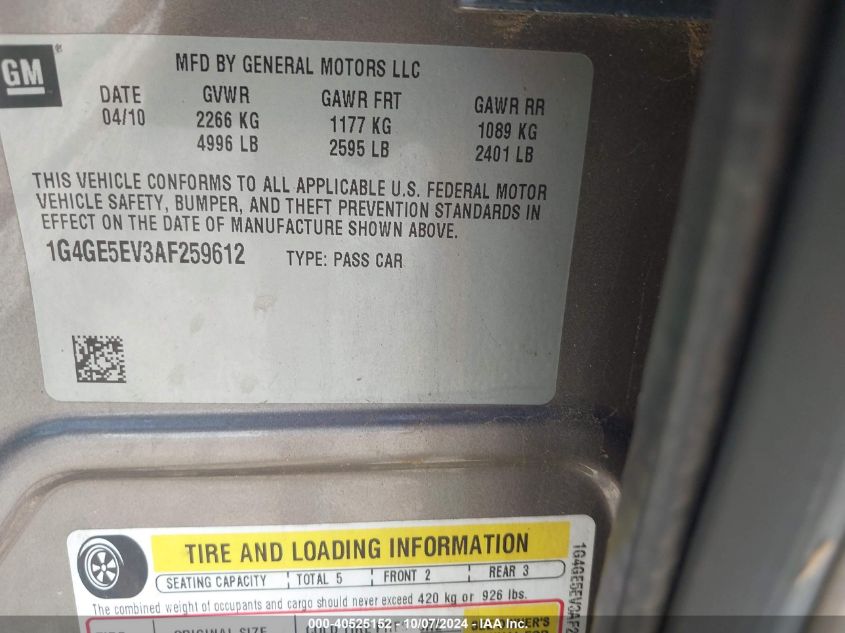 GM®
MFD BY GENERAL MOTORS LLC
DATE GVWR GAWR FRT GAWR RR
04/10 2266 KG 1177 KG 1089 KG
4996 LB 2595 LB 2401 LB
THIS VEHICLE CONFORMS TO ALL APPLICABLE U.S. FEDERAL MOTOR
VEHICLE SAFETY, BUMPER, AND THEFT PREVENTION STANDARDS IN
EFFECT ON THE DATE OF MANUFACTURE SHOWN ABOVE.
1G4GE5EV3AF259612 TYPE: PASS CAR
TIRE AND LOADING INFORMATION
SEATING CAPACITY TOTAL 5 FRONT 2 REAR 3
The combined weight of occupants and cargo should never exceed 420 kg or 926 lbs.
ORIGINAL SIZE
1G4GE5EV3AF2
000-40525152 - 10/07/2024 - IAA Inc.